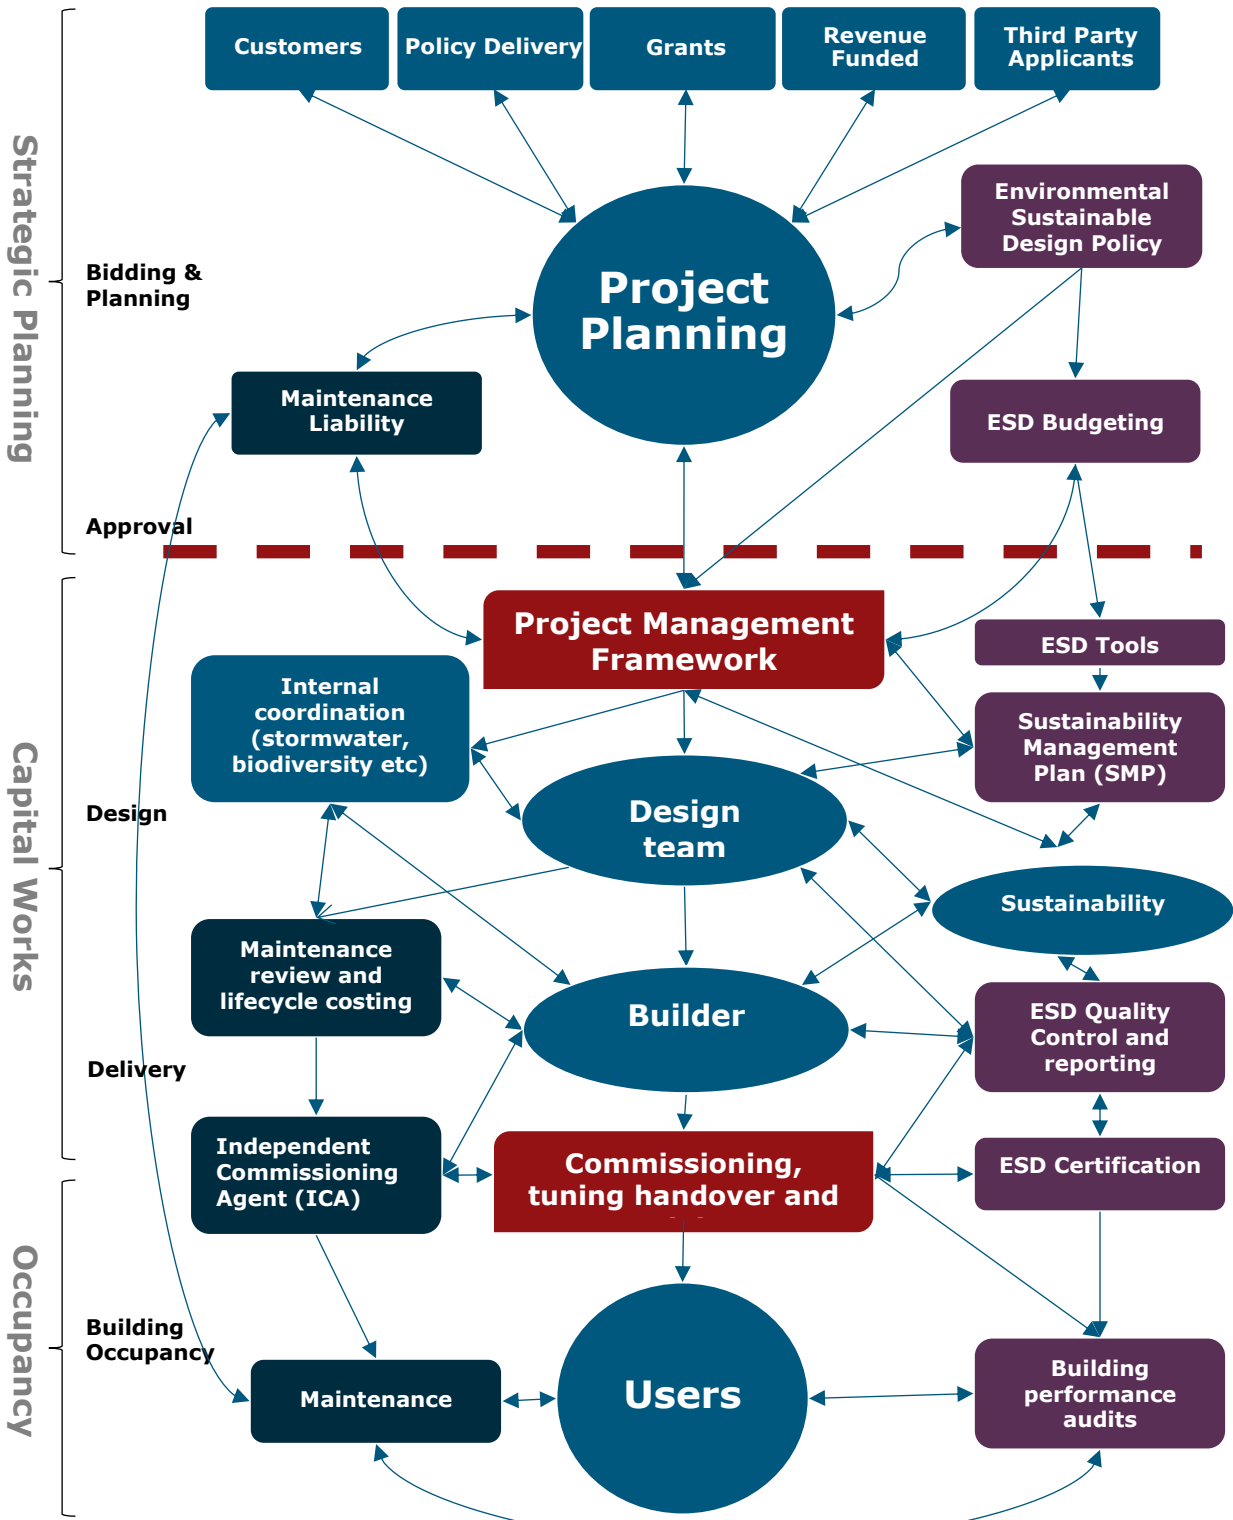 Customers
Policy Delivery
Grants
Revenue
Funded
Third Party
Applicants
Strategic Planning
Bidding &
Planning
Project
Planning
Environmental
Sustainable
Design Policy
Maintenance
Liability
ESD Budgeting
Approval
Project Management
Framework
ESD Tools
Internal
coordination
(stormwater,
biodiversity etc)
Sustainability
Management
Plan (SMP)
Capital Works
Design
Design
team
Sustainability
Maintenance
review and
lifecycle costing
Builder
ESD Quality
Control and
reporting
Delivery
Independent
Commissioning
Agent (ICA)
Commissioning,
tuning handover and
ESD Certification
Occupancy
Building
Occupancy
Maintenance
Users
Building
performance
audits